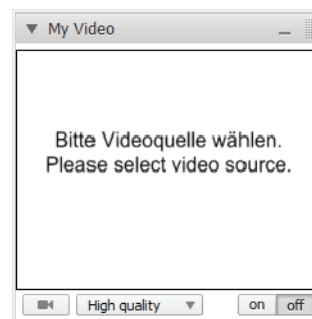 My Video
Bitte Videoquelle wählen.
Please select video source.
High quality
on off